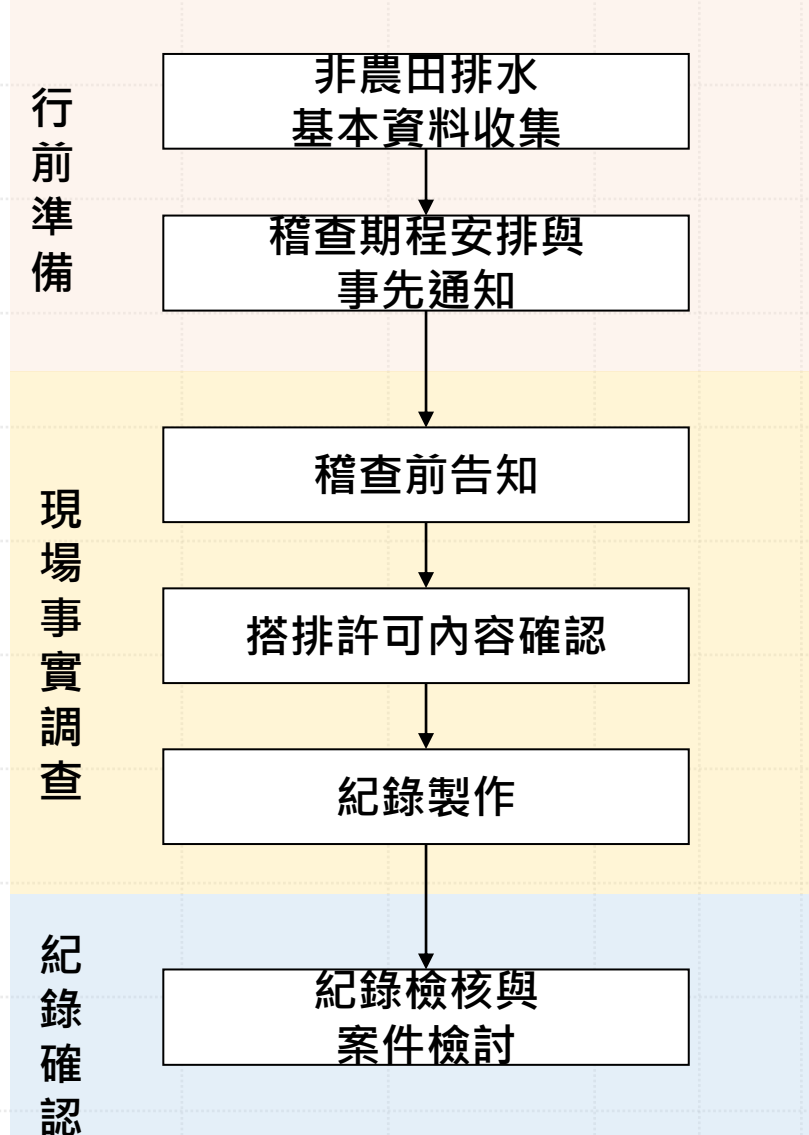 行前準備
非農田排水
基本資料收集
稽查期程安排與
事先通知
現場事實調查
稽查前告知
搭排許可內容確認
紀錄製作
紀錄確認
紀錄檢核與
案件檢討